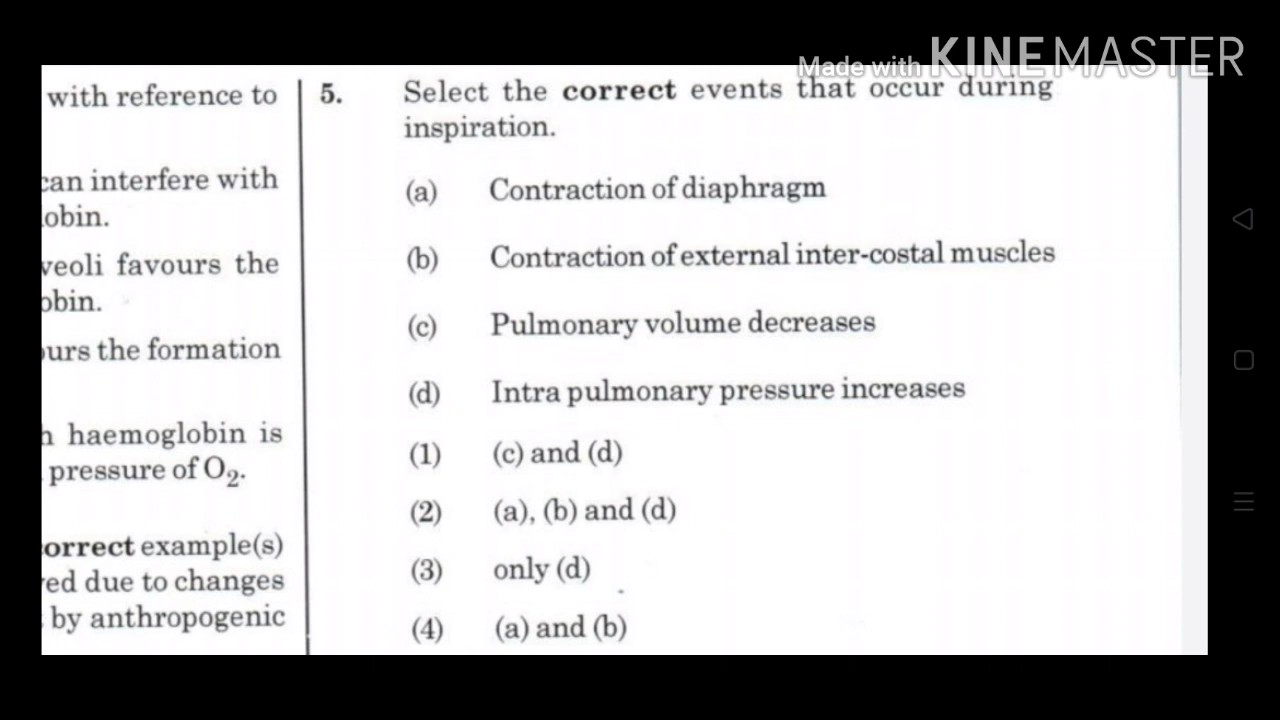 Made with KINEMASTER
with reference to
can interfere with
obin.
veoli favours the
obin.
ours the formation
h haemoglobin is
pressure of O₂.
orrect example(s)
ed due to changes
by anthropogenic
5. Select the correct events that occur during
inspiration.
(a) Contraction of diaphragm
(b) Contraction of external inter-costal muscles
(c) Pulmonary volume decreases
(d) Intra pulmonary pressure increases
(1) (c) and (d)
(2) (a), (b) and (d)
(3) only (d)
(4) (a) and (b)